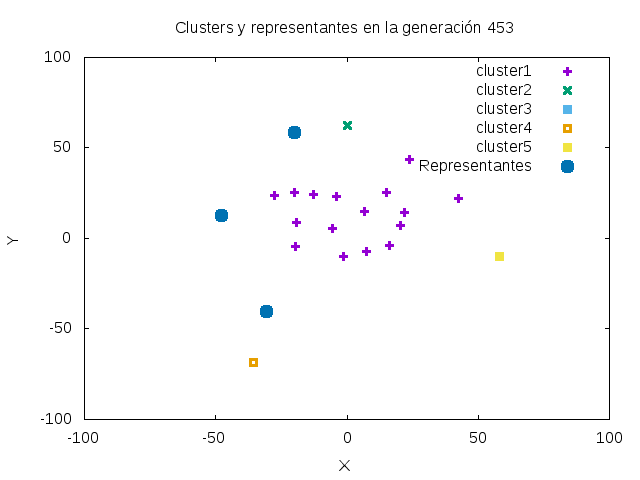 Clusters y representantes en la generación 453
100
50
0
-50
-100
-100
-50
0
50
100
X
Y
cluster1
cluster2
cluster3
cluster4
cluster5
Representantes